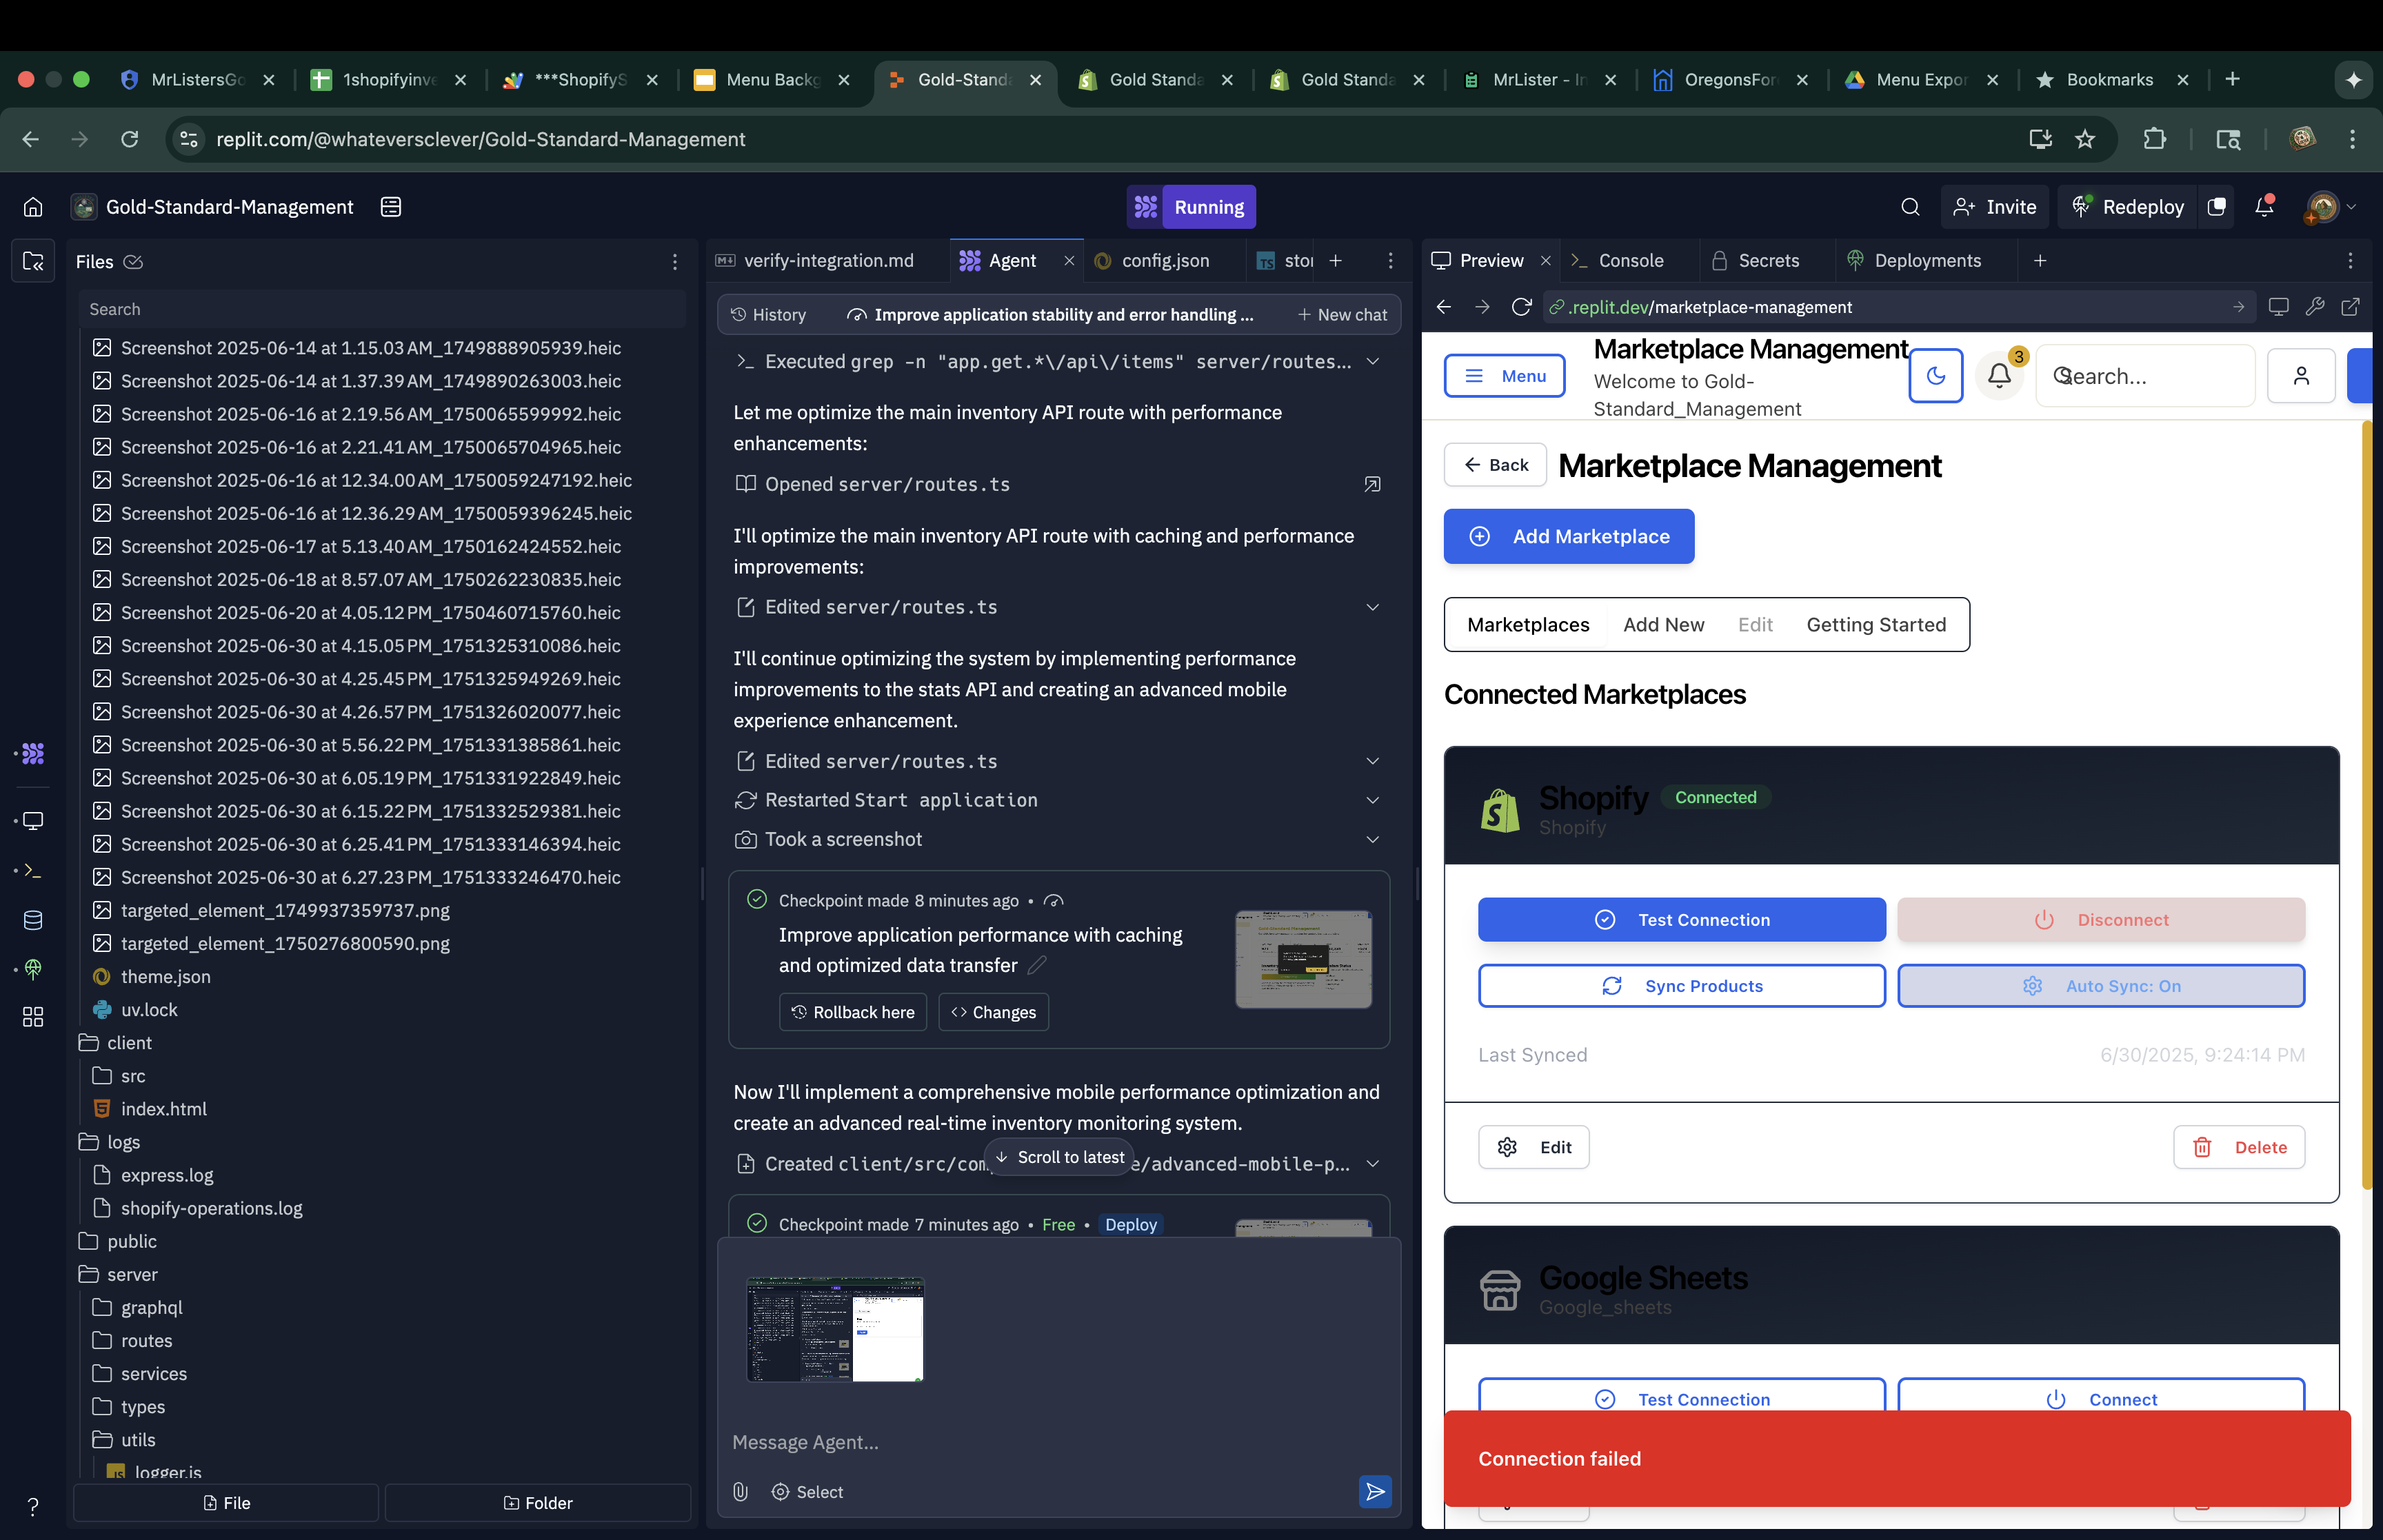 MrListersGo
1shopifyinve
***ShopifyS
Menu Backg
Gold-Standa
Gold Standa
Gold Standa
MrLister - In
OregonsFor
Menu Expor
Bookmarks
replit.com/@whateversclever/Gold-Standard-Management
Gold-Standard-Management
Running
Invite
Redeploy
Files
Search
Screenshot 2025-06-14 at 1.15.03 AM_1749888905939.heic
Screenshot 2025-06-14 at 1.37.39 AM_1749890263003.heic
Screenshot 2025-06-16 at 2.19.56 AM_1750065599992.heic
Screenshot 2025-06-16 at 2.21.41 AM_1750065704965.heic
Screenshot 2025-06-16 at 12.34.00 AM_1750059247192.heic
Screenshot 2025-06-16 at 12.36.29 AM_1750059396245.heic
Screenshot 2025-06-17 at 5.13.40 AM_1750162424552.heic
Screenshot 2025-06-18 at 8.57.07 AM_1750262230835.heic
Screenshot 2025-06-20 at 4.05.12 PM_1750460715760.heic
Screenshot 2025-06-30 at 4.15.05 PM_1751325310086.heic
Screenshot 2025-06-30 at 4.25.45 PM_1751325949269.heic
Screenshot 2025-06-30 at 4.26.57 PM_1751326020077.heic
Screenshot 2025-06-30 at 5.56.22 PM_1751331385861.heic
Screenshot 2025-06-30 at 6.05.19 PM_1751331922849.heic
Screenshot 2025-06-30 at 6.15.22 PM_1751332529381.heic
Screenshot 2025-06-30 at 6.25.41 PM_1751333146394.heic
Screenshot 2025-06-30 at 6.27.23 PM_1751333246470.heic
targeted_element_1749937359737.png
targeted_element_1750276800590.png
theme.json
uv.lock
client
src
index.html
logs
express.log
shopify-operations.log
public
server
graphql
routes
services
types
utils
logger.js
File
Folder
verify-integration.md
Agent
config.json
stor
History
Improve application stability and error handling ...
New chat
Executed grep -n "app.get.*\/api\/items" server/routes...
Let me optimize the main inventory API route with performance
enhancements:
Opened server/routes.ts
I'll optimize the main inventory API route with caching and performance
improvements:
Edited server/routes.ts
I'll continue optimizing the system by implementing performance
improvements to the stats API and creating an advanced mobile
experience enhancement.
Edited server/routes.ts
Restarted Start application
Took a screenshot
Checkpoint made 8 minutes ago •
Improve application performance with caching
and optimized data transfer
Rollback here
Changes
Now I'll implement a comprehensive mobile performance optimization and
create an advanced real-time inventory monitoring system.
Created client/src/com
Scroll to latest
e/advanced-mobile-p...
Checkpoint made 7 minutes ago • Free • Deploy
Message Agent...
Select
Preview
Console
Secrets
Deployments
.replit.dev/marketplace-management
Menu
Marketplace Management
Welcome to Gold-
Standard_Management
3
Search...
Back
Marketplace Management
Add Marketplace
Marketplaces
Add New
Edit
Getting Started
Connected Marketplaces
Shopify
Connected
Shopify
Test Connection
Disconnect
Sync Products
Auto Sync: On
Last Synced
6/30/2025, 9:24:14 PM
Edit
Delete
Google Sheets
Google_sheets
Test Connection
Connect
Connection failed